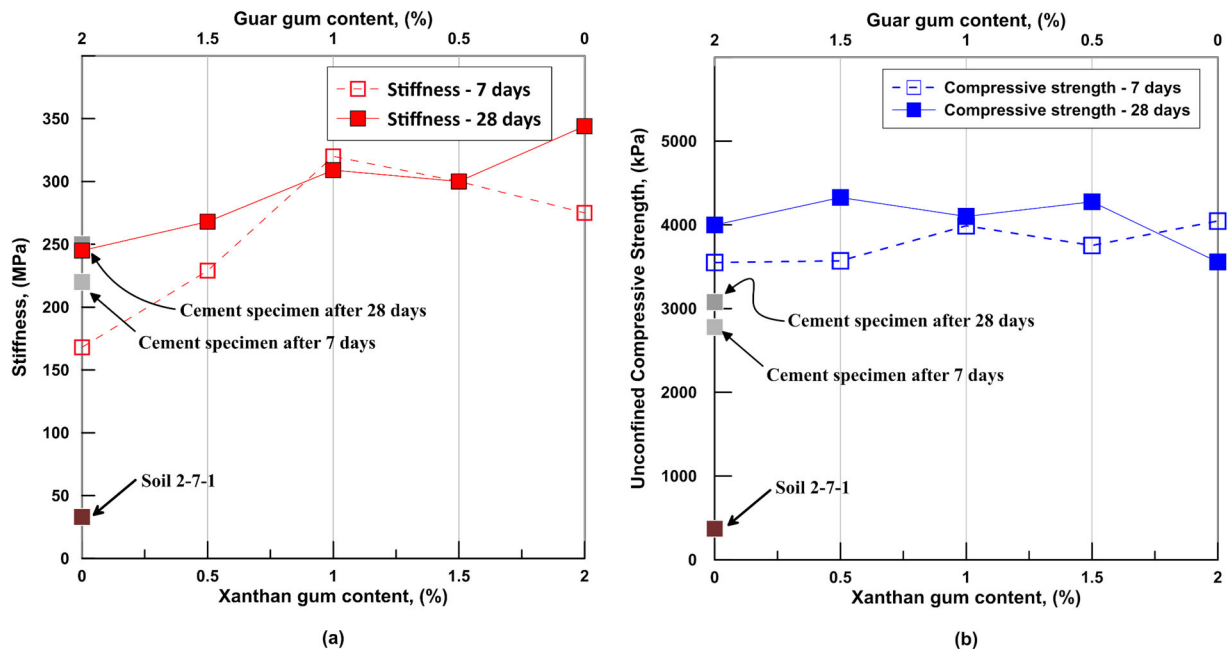 Guar gum content, (%)
2 1.5 1 0.5 0
Stiffness - 7 days
Stiffness - 28 days
350
300
250
200
150
100
50
0
Stiffness, (MPa)
Cement specimen after 28 days
Cement specimen after 7 days
Soil 2-7-1
0 0.5 1 1.5 2
Xanthan gum content, (%)
(a)
Guar gum content, (%)
2 1.5 1 0.5 0
Compressive strength - 7 days
Compressive strength - 28 days
5000
4000
3000
2000
1000
0
Unconfined Compressive Strength, (kPa)
Cement specimen after 28 days
Cement specimen after 7 days
Soil 2-7-1
0 0.5 1 1.5 2
Xanthan gum content, (%)
(b)